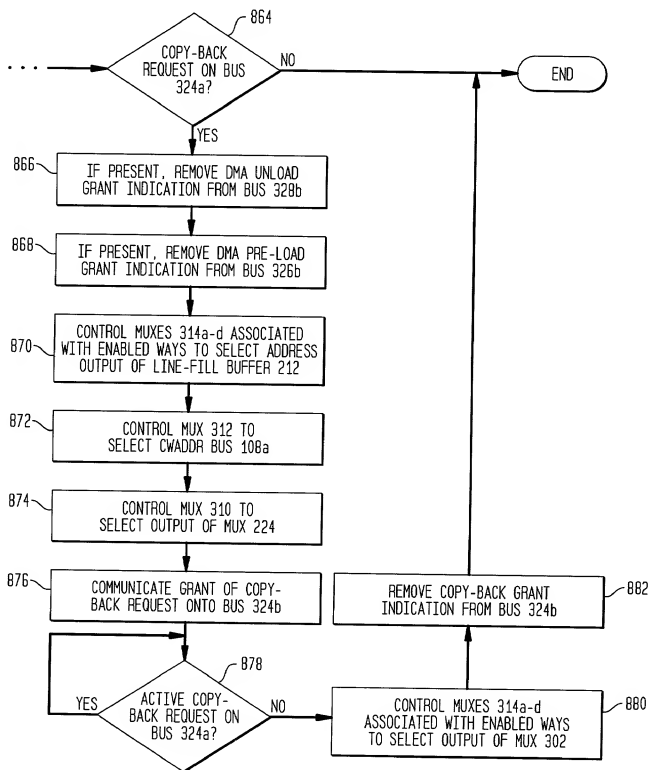 864
COPY-BACK
REQUEST ON BUS
324a?
NO
END
YES
866
IF PRESENT, REMOVE DMA UNLOAD
GRANT INDICATION FROM BUS 328b
868
IF PRESENT, REMOVE DMA PRE-LOAD
GRANT INDICATION FROM BUS 326b
870
CONTROL MUXES 314a-d ASSOCIATED
WITH ENABLED WAYS TO SELECT ADDRESS
OUTPUT OF LINE-FILL BUFFER 212
872
CONTROL MUX 312 TO
SELECT CWADDR BUS 108a
874
CONTROL MUX 310 TO
SELECT OUTPUT OF MUX 224
876
COMMUNICATE GRANT OF COPY-
BACK REQUEST ONTO BUS 324b
REMOVE COPY-BACK GRANT
INDICATION FROM BUS 324b
882
878
YES
ACTIVE COPY-
BACK REQUEST ON
BUS 324a?
NO
CONTROL MUXES 314a-d
ASSOCIATED WITH ENABLED WAYS
TO SELECT OUTPUT OF MUX 302
880